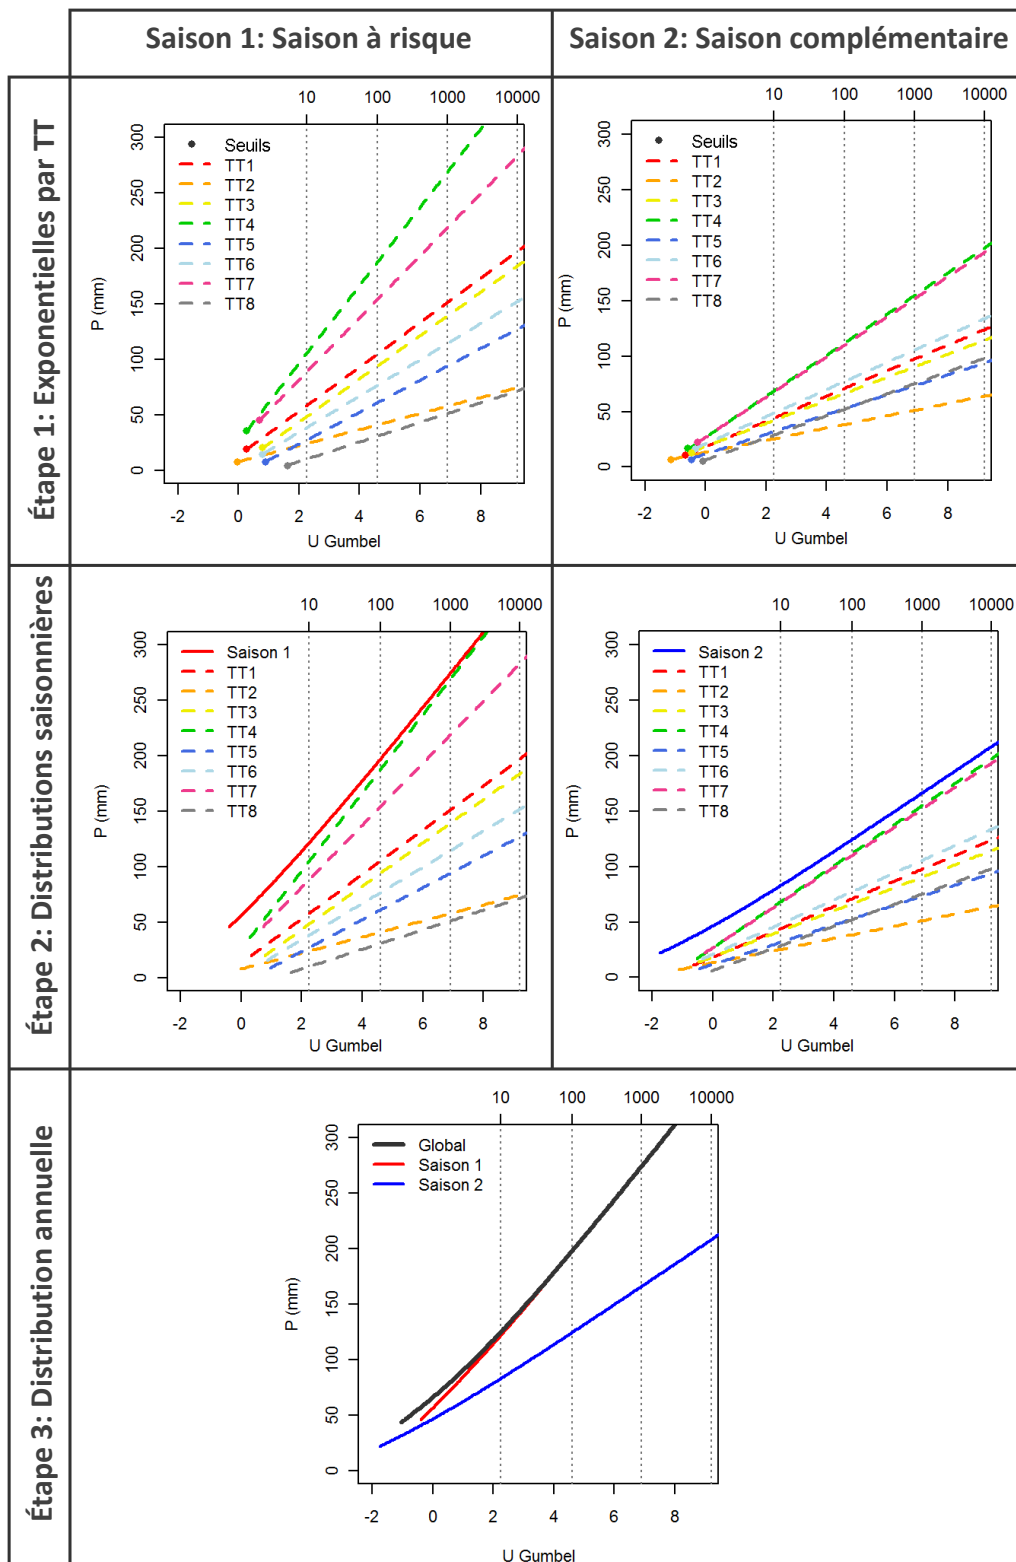 Saison 1: Saison à risque
Saison 2: Saison complémentaire
Étape 1: Exponentielles par TT
10 100 1000 10000
P (mm)
300
250
200
150
100
50
0
Seuils
TT1
TT2
TT3
TT4
TT5
TT6
TT7
TT8
-2 0 2 4 6 8
U Gumbel
10 100 1000 10000
P (mm)
300
250
200
150
100
50
0
Seuils
TT1
TT2
TT3
TT4
TT5
TT6
TT7
TT8
-2 0 2 4 6 8
U Gumbel
Étape 2: Distributions saisonnières
10 100 1000 10000
P (mm)
300
250
200
150
100
50
0
Saison 1
TT1
TT2
TT3
TT4
TT5
TT6
TT7
TT8
-2 0 2 4 6 8
U Gumbel
10 100 1000 10000
P (mm)
300
250
200
150
100
50
0
Saison 2
TT1
TT2
TT3
TT4
TT5
TT6
TT7
TT8
-2 0 2 4 6 8
U Gumbel
Étape 3: Distribution annuelle
10 100 1000 10000
P (mm)
300
250
200
150
100
50
0
Global
Saison 1
Saison 2
-2 0 2 4 6 8
U Gumbel